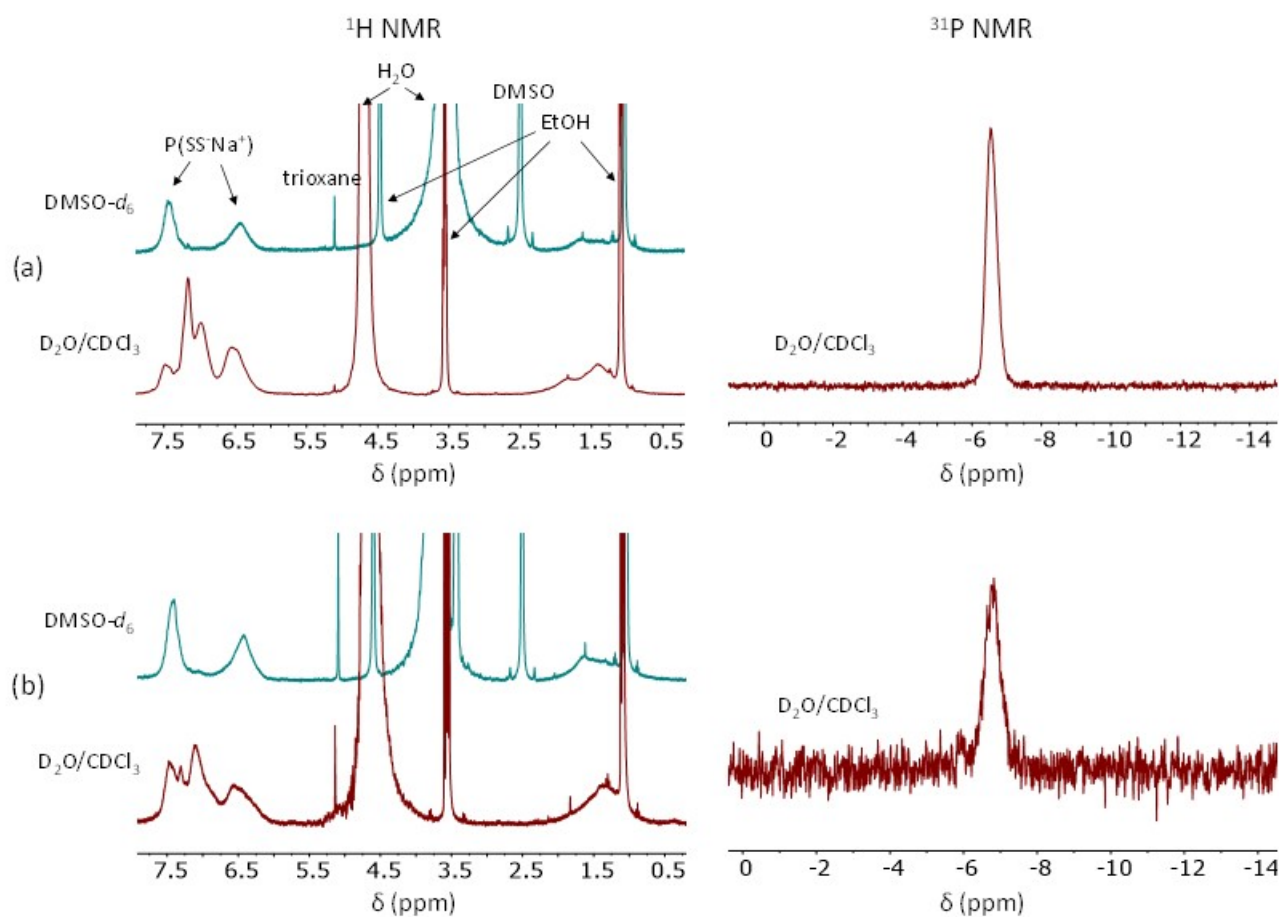 ¹H NMR
³¹P NMR
H₂O
DMSO
EtOH
P(SS⁻Na⁺)
trioxane
DMSO-d₆
(a)
D₂O/CDCl₃
D₂O/CDCl₃
7.5 6.5 5.5 4.5 3.5 2.5 1.5 0.5
δ (ppm)
0 -2 -4 -6 -8 -10 -12 -14
δ (ppm)
DMSO-d₆
(b)
D₂O/CDCl₃
D₂O/CDCl₃
7.5 6.5 5.5 4.5 3.5 2.5 1.5 0.5
δ (ppm)
0 -2 -4 -6 -8 -10 -12 -14
δ (ppm)